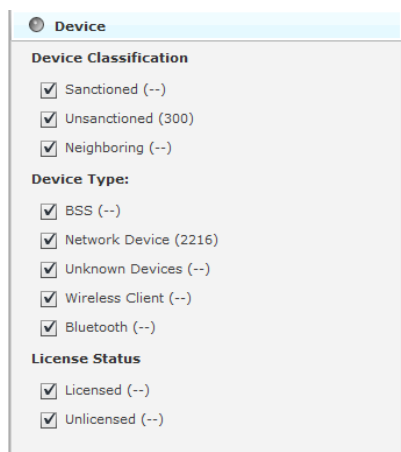 Device
Device Classification
Sanctioned (--)
Unsanctioned (300)
Neighboring (--)
Device Type:
BSS (--)
Network Device (2216)
Unknown Devices (--)
Wireless Client (--)
Bluetooth (--)
License Status
Licensed (--)
Unlicensed (--)